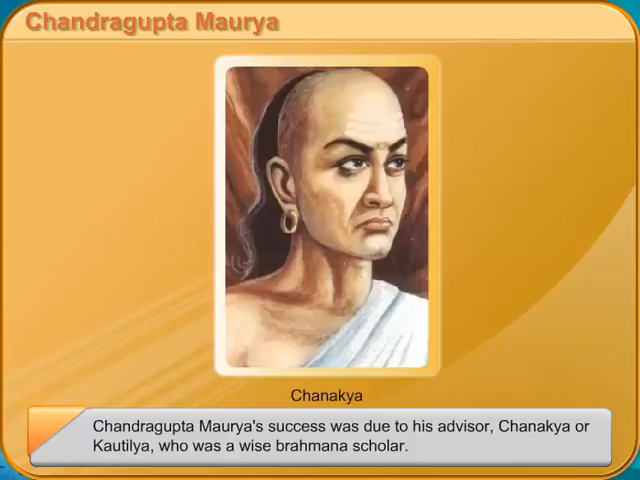 Chandragupta Maurya
Chanakya
Chandragupta Maurya's success was due to his advisor, Chanakya or
Kautilya, who was a wise brahmana scholar.